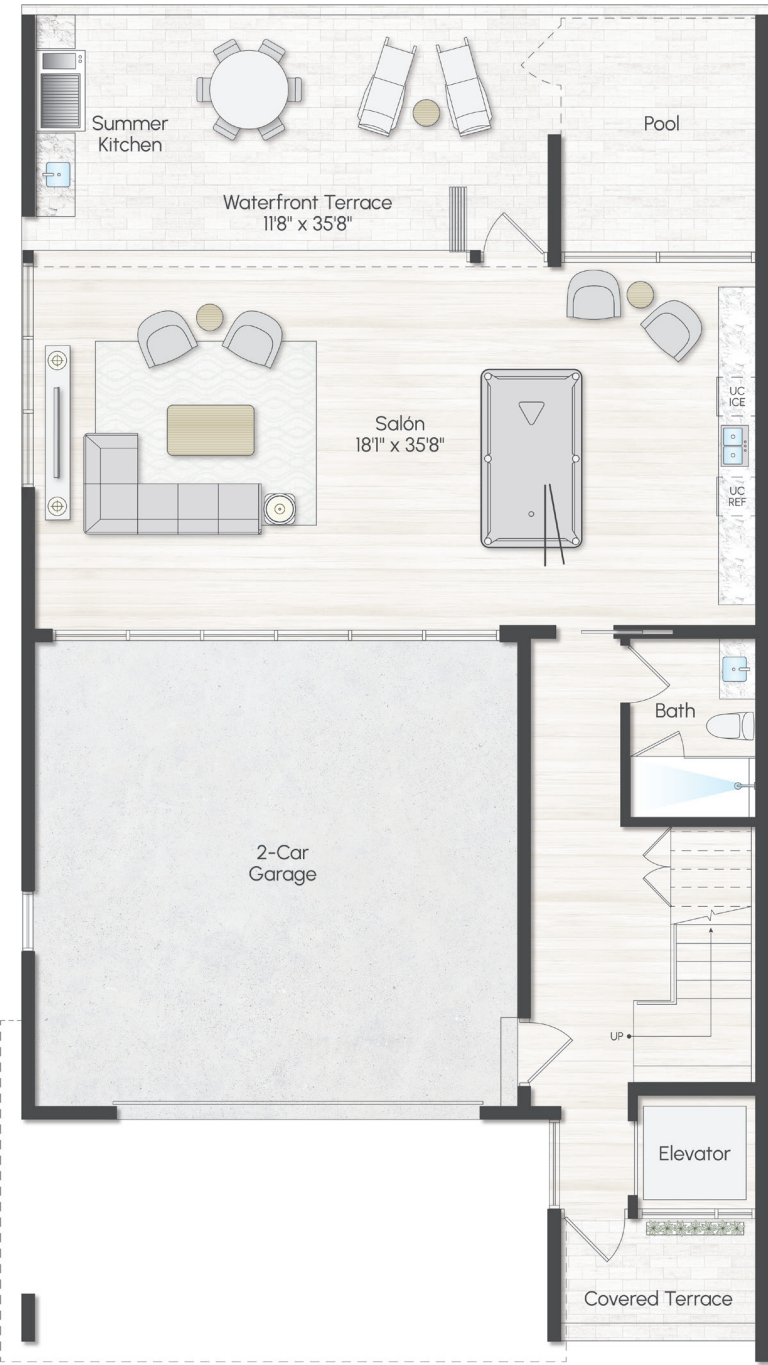 Summer
Kitchen
Pool
Waterfront Terrace
11'8" x 35'8"
UC
ICE
Salón
18'1" x 35'8"
UC
REF
Bath
2-Car
Garage
UP
Elevator
Covered Terrace